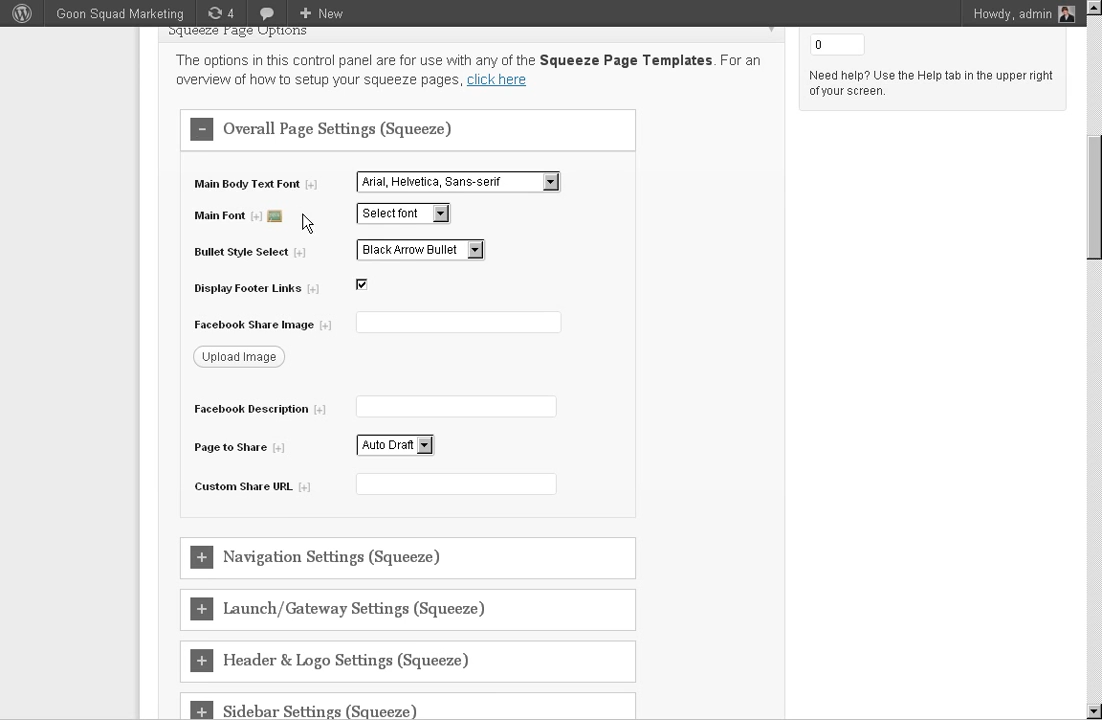 Goon Squad Marketing 4 + New Howdy, admin
Squeeze Page Options
0
The options in this control panel are for use with any of the Squeeze Page Templates. For an
overview of how to setup your squeeze pages, click here
Need help? Use the Help tab in the upper right
of your screen.
− Overall Page Settings (Squeeze)
Main Body Text Font [+] Arial, Helvetica, Sans-serif
Main Font [+] Select font
Bullet Style Select [+] Black Arrow Bullet
Display Footer Links [+]
Facebook Share Image [+]
Upload Image
Facebook Description [+]
Page to Share [+] Auto Draft
Custom Share URL [+]
+ Navigation Settings (Squeeze)
+ Launch/Gateway Settings (Squeeze)
+ Header & Logo Settings (Squeeze)
+ Sidebar Settings (Squeeze)